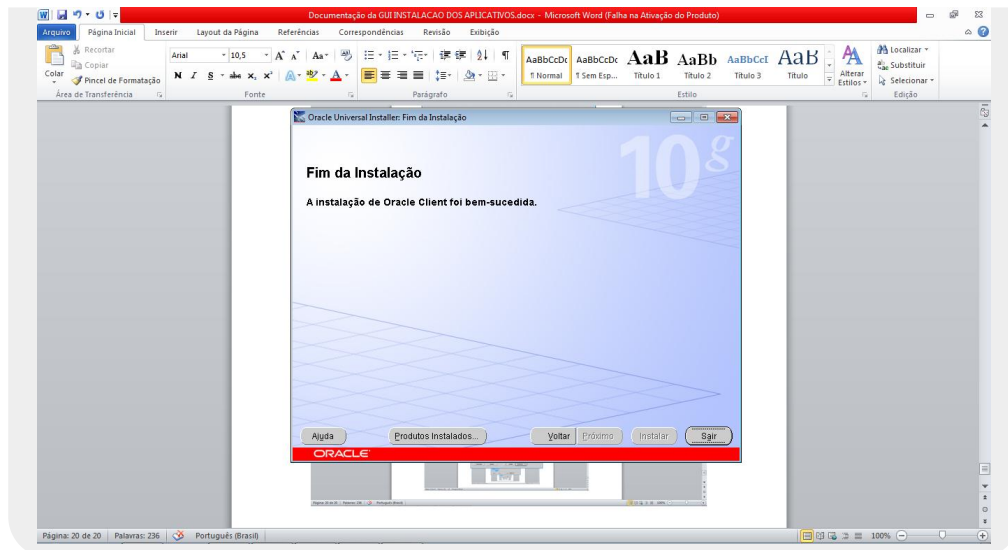 Documentação da GUI INSTALACAO DOS APLICATIVOS.docx - Microsoft Word (Falha na Ativação do Produto)
Arquivo Página Inicial Inserir Layout da Página Referências Correspondências Revisão Exibição
Colar
Recortar
Copiar
Pincel de Formatação
Área de Transferência
Arial 10,5
N I S abe x, x²
Fonte
Parágrafo
AaBbCcDc AaBbCcDc AaB AaBb AaBbCcI AaB
¶ Normal ¶ Sem Esp... Título 1 Título 2 Título 3 Título
Alterar
Estilos
Estilo
Localizar
Substituir
Selecionar
Edição
Oracle Universal Installer: Fim da Instalação
10g
Fim da Instalação
A instalação de Oracle Client foi bem-sucedida.
Ajuda Produtos Instalados... Voltar Próximo Instalar Sair
ORACLE
Página: 20 de 20 Palavras: 236 Português (Brasil) 100%